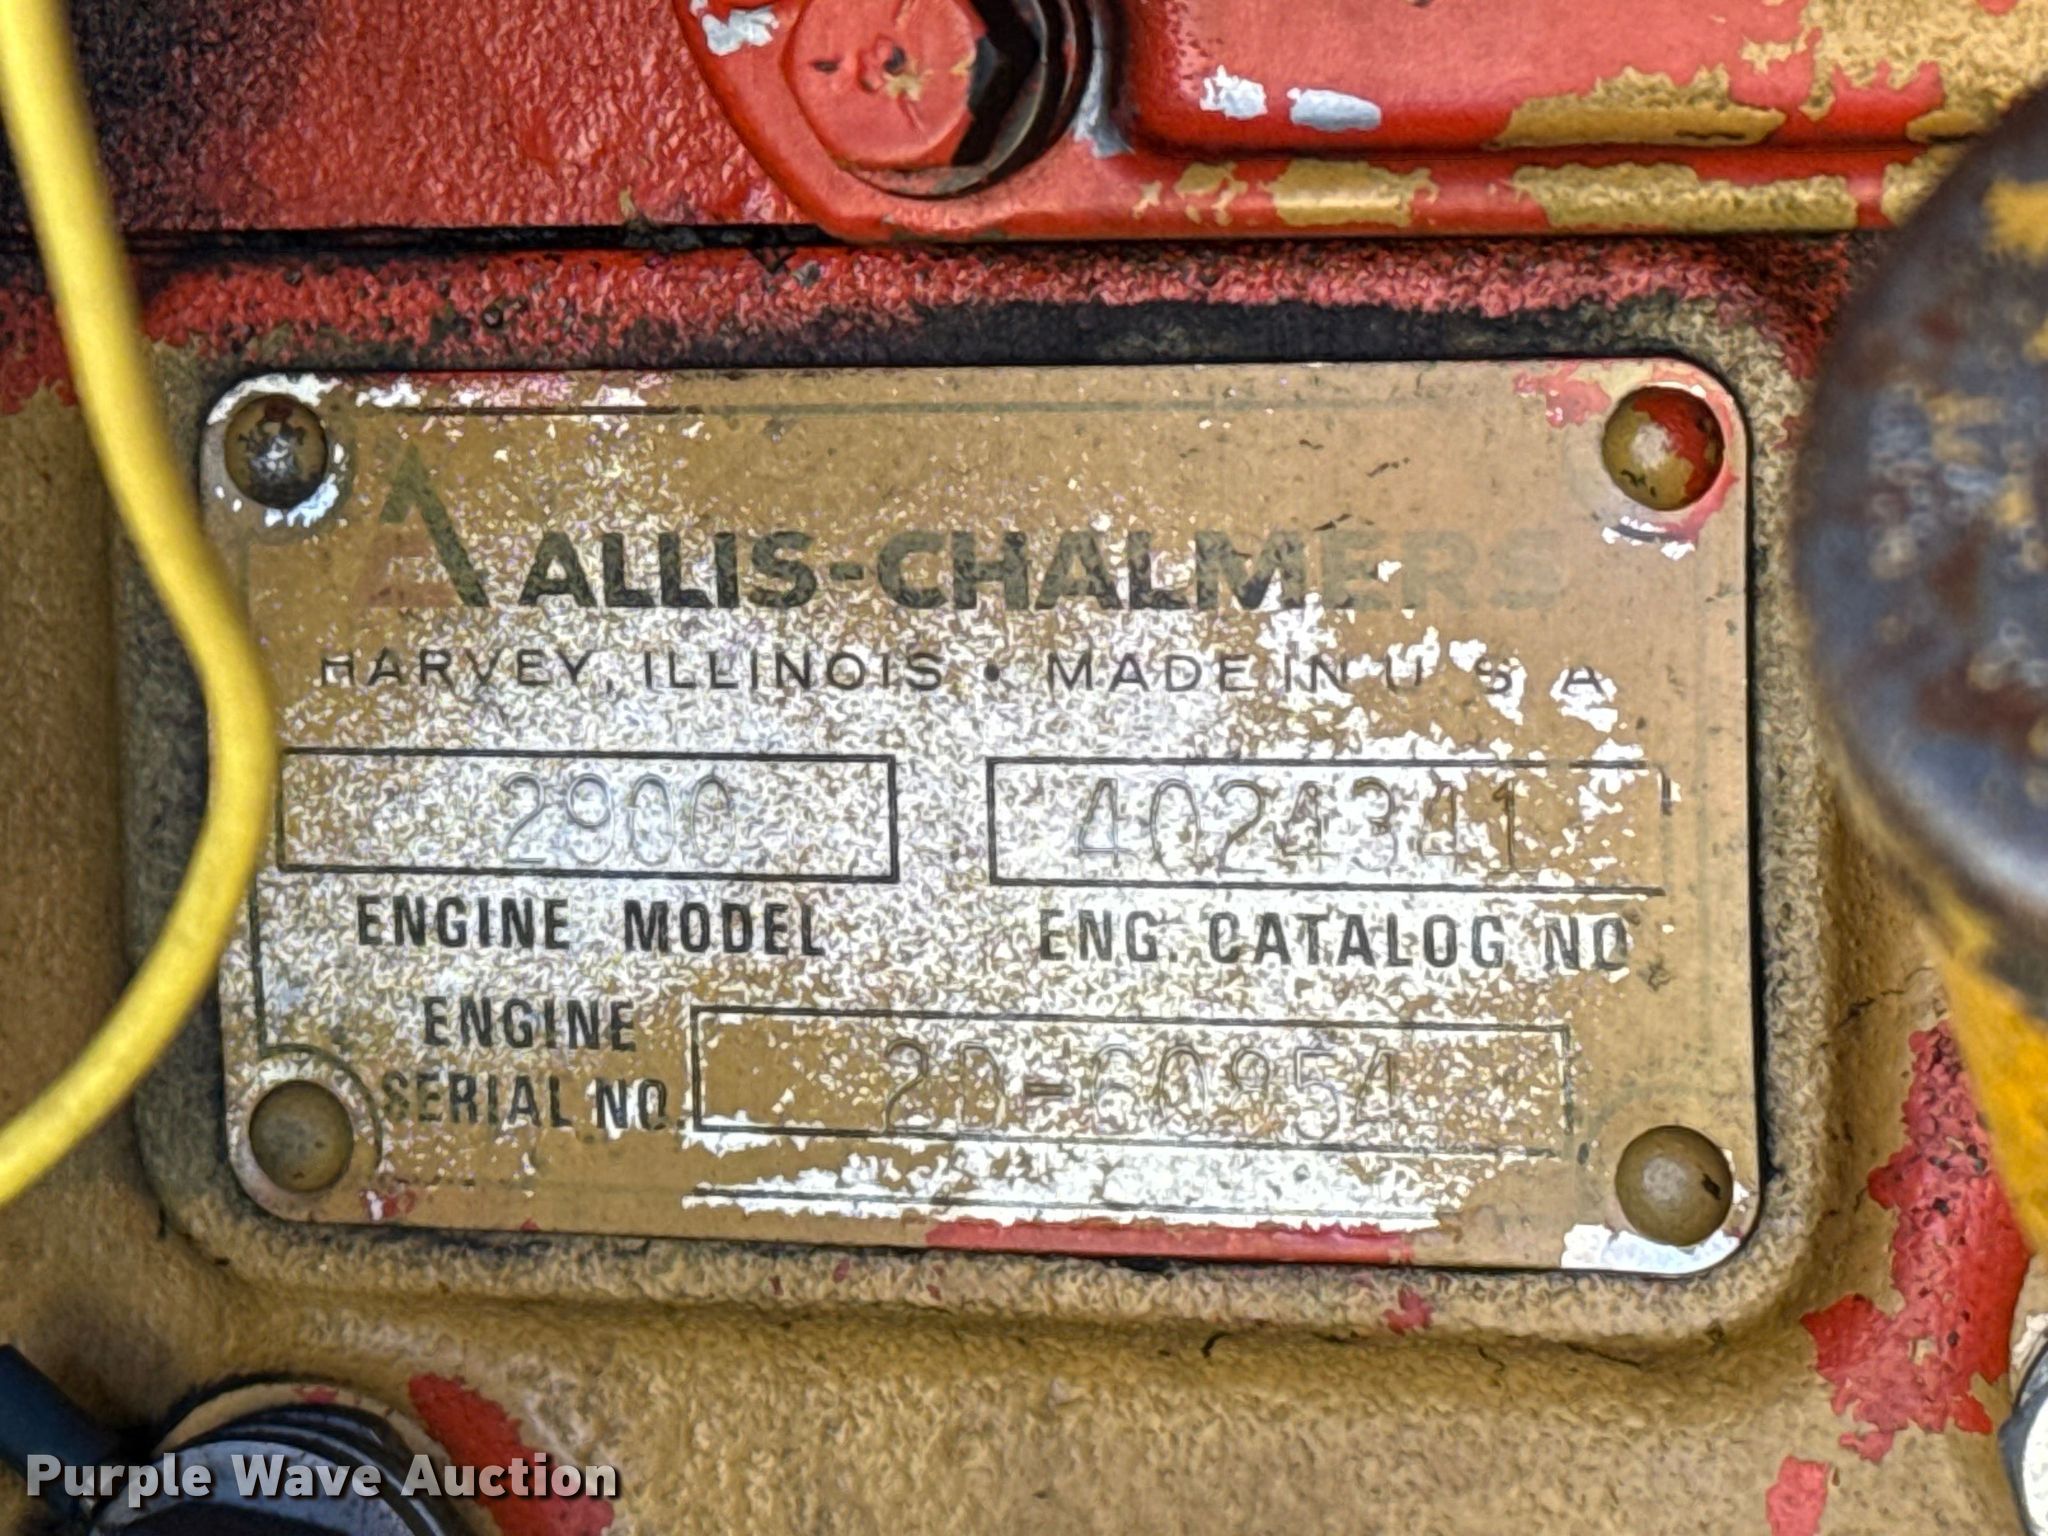 ALLIS-CHALMERS
HARVEY, ILLINOIS • MADE IN U S A
2900 4024341
ENGINE MODEL ENG. CATALOG NO
ENGINE
SERIAL NO. 2D-60954
Purple Wave Auction